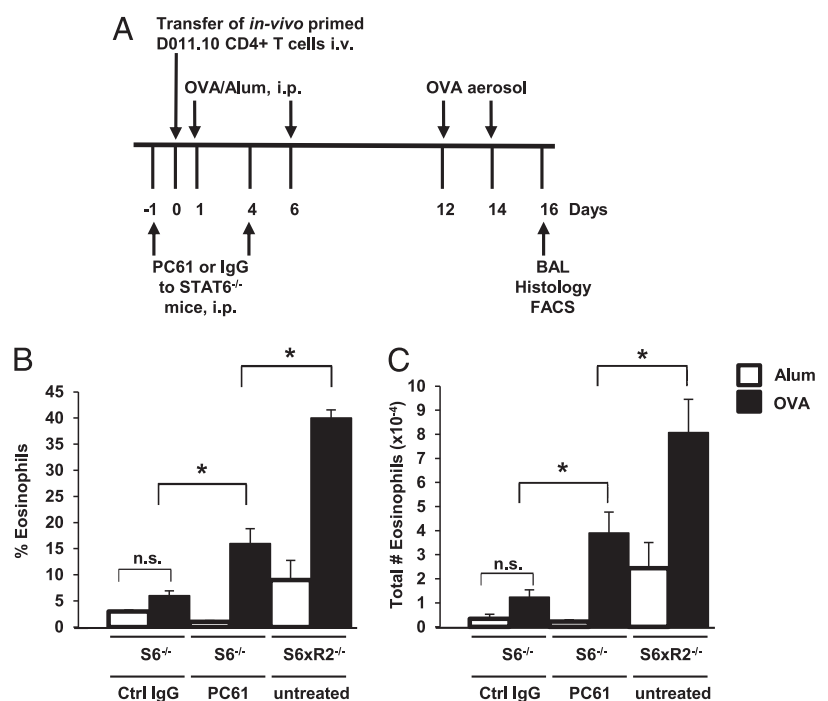 A
Transfer of in-vivo primed
D011.10 CD4+ T cells i.v.
OVA/Alum, i.p.
OVA aerosol
-1 0 1 4 6 12 14 16 Days
PC61 or IgG
to STAT6-/-
mice, i.p.
BAL
Histology
FACS
B
% Eosinophils
45
40
35
30
25
20
15
10
5
0
n.s.
*
*
S6-/- S6-/- S6xR2-/-
Ctrl IgG PC61 untreated
C
Total # Eosinophils (x10-4)
10
9
8
7
6
5
4
3
2
1
0
n.s.
*
*
S6-/- S6-/- S6xR2-/-
Ctrl IgG PC61 untreated
Alum
OVA